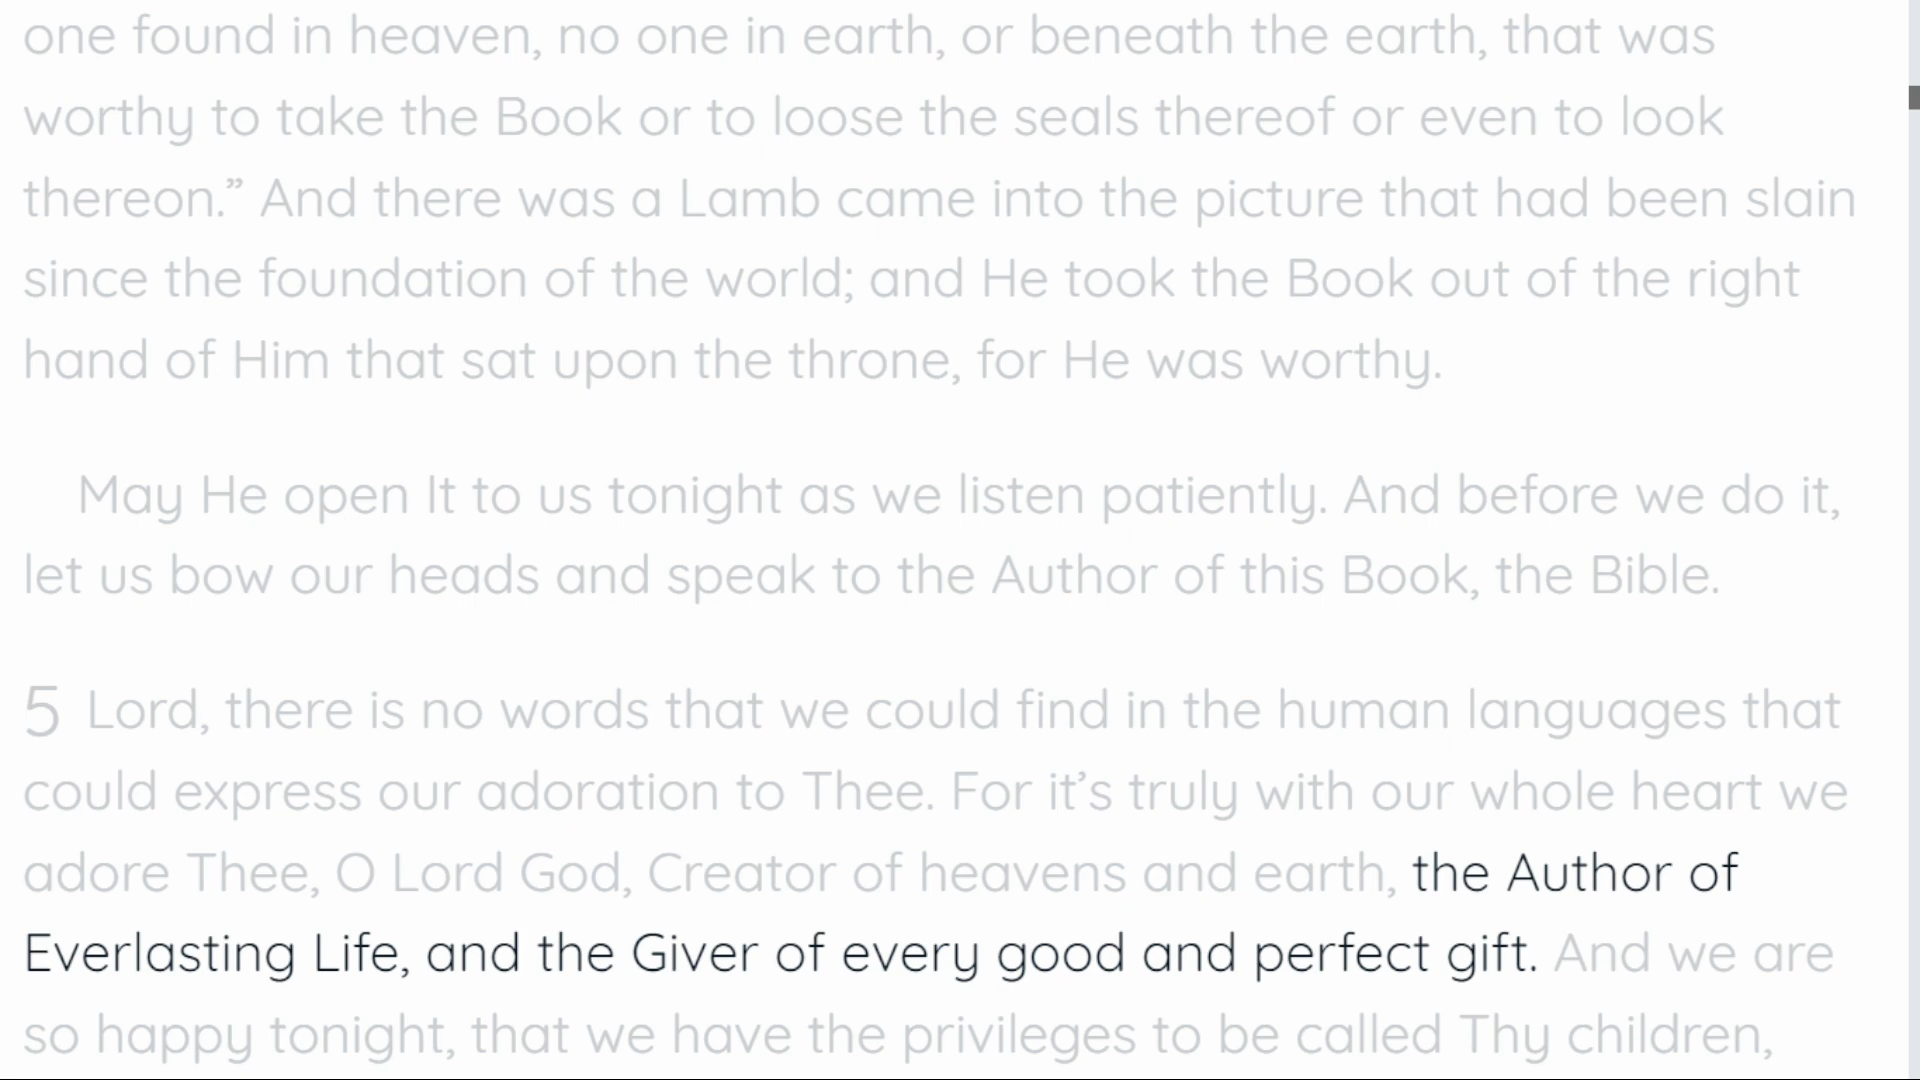 one found in heaven, no one in earth, or beneath the earth, that was
worthy to take the Book or to loose the seals thereof or even to look
thereon.” And there was a Lamb came into the picture that had been slain
since the foundation of the world; and He took the Book out of the right
hand of Him that sat upon the throne, for He was worthy.
May He open It to us tonight as we listen patiently. And before we do it,
let us bow our heads and speak to the Author of this Book, the Bible.
5 Lord, there is no words that we could find in the human languages that
could express our adoration to Thee. For it’s truly with our whole heart we
adore Thee, O Lord God, Creator of heavens and earth, the Author of
Everlasting Life, and the Giver of every good and perfect gift. And we are
so happy tonight, that we have the privileges to be called Thy children,